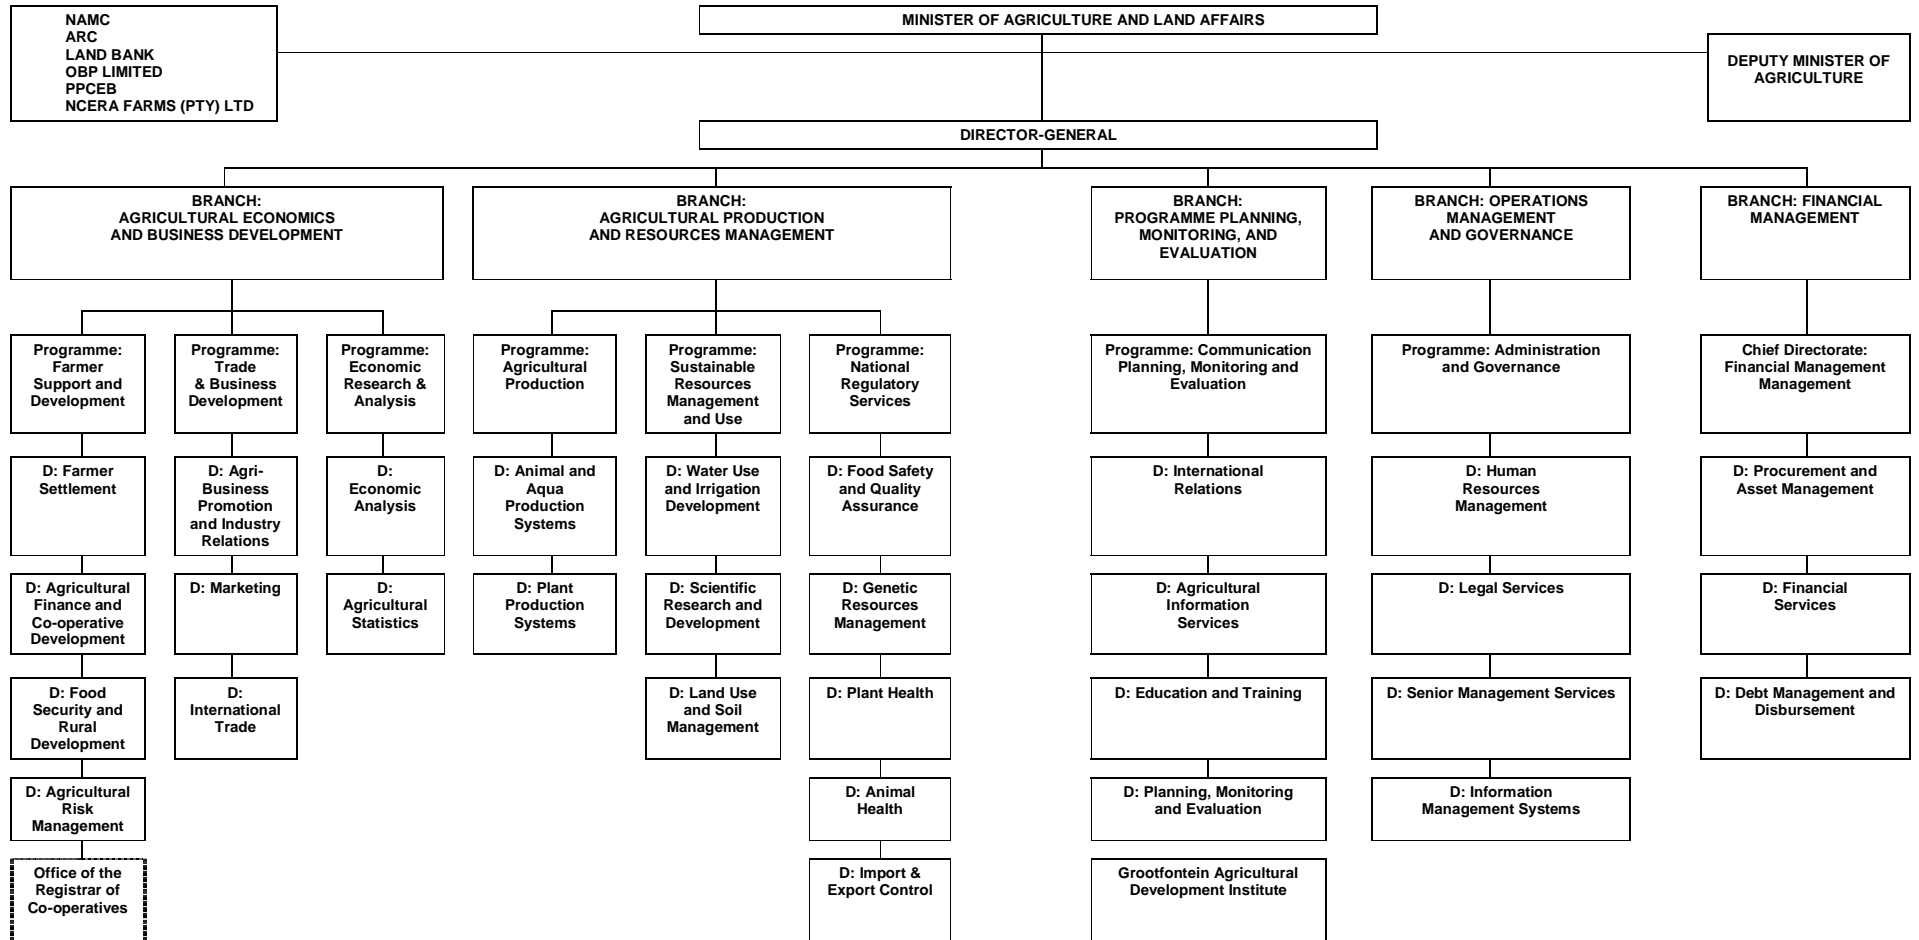 NAMC
ARC
LAND BANK
OBP LIMITED
PPCEB
NCERA FARMS (PTY) LTD
MINISTER OF AGRICULTURE AND LAND AFFAIRS
DEPUTY MINISTER OF
AGRICULTURE
DIRECTOR-GENERAL
BRANCH:
AGRICULTURAL ECONOMICS
AND BUSINESS DEVELOPMENT
BRANCH:
AGRICULTURAL PRODUCTION
AND RESOURCES MANAGEMENT
BRANCH:
PROGRAMME PLANNING,
MONITORING, AND
EVALUATION
BRANCH: OPERATIONS
MANAGEMENT
AND GOVERNANCE
BRANCH: FINANCIAL
MANAGEMENT
Programme:
Farmer
Support and
Development
Programme:
Trade
& Business
Development
Programme:
Economic
Research &
Analysis
Programme:
Agricultural
Production
Programme:
Sustainable
Resources
Management
and Use
Programme:
National
Regulatory
Services
Programme: Communication
Planning, Monitoring and
Evaluation
Programme: Administration
and Governance
Chief Directorate:
Financial Management
Management
D: Farmer
Settlement
D: Agri-
Business
Promotion
and Industry
Relations
D:
Economic
Analysis
D: Animal and
Aqua
Production
Systems
D: Water Use
and Irrigation
Development
D: Food Safety
and Quality
Assurance
D: International
Relations
D: Human
Resources
Management
D: Procurement and
Asset Management
D: Agricultural
Finance and
Co-operative
Development
D: Marketing
D:
Agricultural
Statistics
D: Plant
Production
Systems
D: Scientific
Research and
Development
D: Genetic
Resources
Management
D: Agricultural
Information
Services
D: Legal Services
D: Financial
Services
D: Food
Security and
Rural
Development
D:
International
Trade
D: Land Use
and Soil
Management
D: Plant Health
D: Education and Training
D: Senior Management Services
D: Debt Management and
Disbursement
D: Agricultural
Risk
Management
D: Animal
Health
D: Planning, Monitoring
and Evaluation
D: Information
Management Systems
Office of the
Registrar of
Co-operatives
D: Import &
Export Control
Grootfontein Agricultural
Development Institute